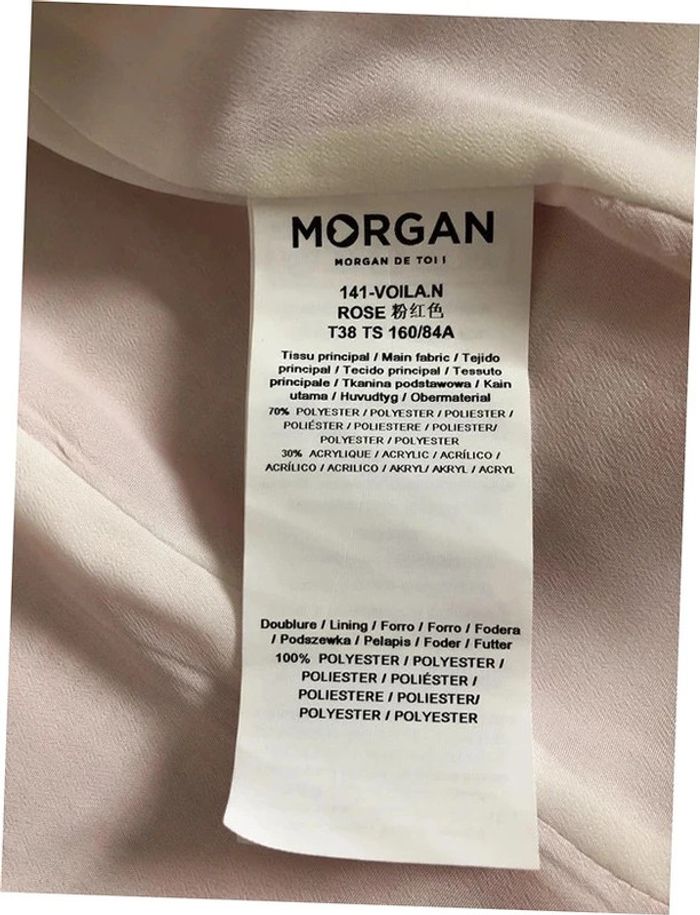 MORGAN
MORGAN DE TOI !
141-VOILA.N
ROSE 粉红色
T38 TS 160/84A
Tissu principal / Main fabric / Tejido
principal / Tecido principal / Tessuto
principale / Tkanina podstawowa / Kain
utama / Huvudtyg / Obermaterial
70% POLYESTER / POLYESTER / POLIESTER /
POLIÉSTER / POLIESTERE / POLIESTER/
POLYESTER / POLYESTER
30% ACRYLIQUE / ACRYLIC / ACRÍLICO /
ACRÍLICO / ACRILICO / AKRYL/ AKRYL / ACRYL
Doublure / Lining / Forro / Forro / Fodera
/ Podszewka / Pelapis / Foder / Futter
100% POLYESTER / POLYESTER /
POLIESTER / POLIÉSTER /
POLIESTERE / POLIESTER/
POLYESTER / POLYESTER